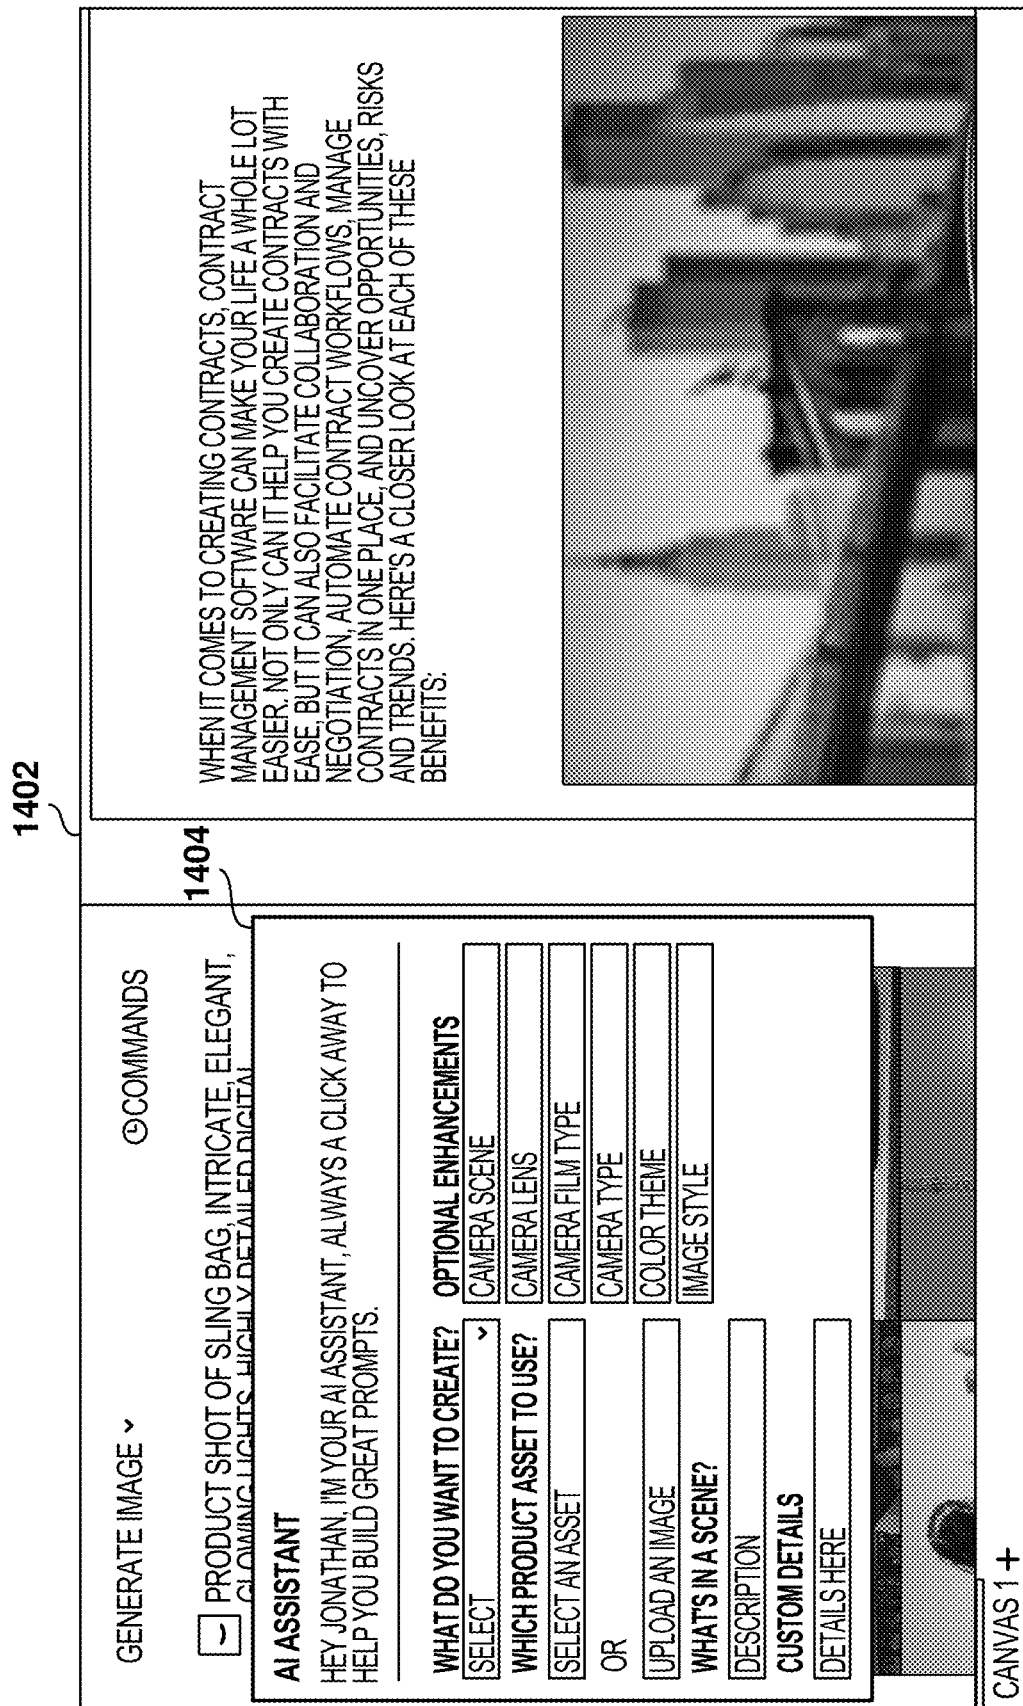 1402
GENERATE IMAGE
COMMANDS
PRODUCT SHOT OF SLING BAG, INTRICATE, ELEGANT,
GLOWING LIGHTS, HIGHLY DETAILED DIGITAL
1404
AI ASSISTANT
HEY JONATHAN, I'M YOUR AI ASSISTANT, ALWAYS A CLICK AWAY TO
HELP YOU BUILD GREAT PROMPTS.
WHAT DO YOU WANT TO CREATE?
SELECT
WHICH PRODUCT ASSET TO USE?
SELECT AN ASSET
OR
UPLOAD AN IMAGE
WHAT'S IN A SCENE?
DESCRIPTION
CUSTOM DETAILS
DETAILS HERE
OPTIONAL ENHANCEMENTS
CAMERA SCENE
CAMERA LENS
CAMERA FILM TYPE
CAMERA TYPE
COLOR THEME
IMAGE STYLE
WHEN IT COMES TO CREATING CONTRACTS, CONTRACT
MANAGEMENT SOFTWARE CAN MAKE YOUR LIFE A WHOLE LOT
EASIER. NOT ONLY CAN IT HELP YOU CREATE CONTRACTS WITH
EASE, BUT IT CAN ALSO FACILITATE COLLABORATION AND
NEGOTIATION, AUTOMATE CONTRACT WORKFLOWS, MANAGE
CONTRACTS IN ONE PLACE, AND UNCOVER OPPORTUNITIES, RISKS
AND TRENDS. HERE'S A CLOSER LOOK AT EACH OF THESE
BENEFITS:
CANVAS 1 +